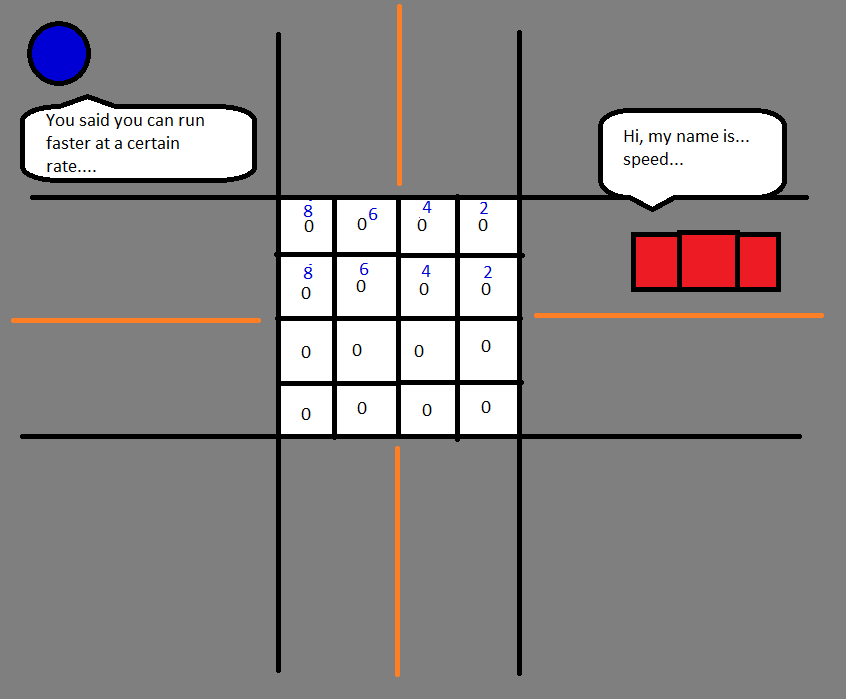 You said you can run
faster at a certain
rate....
Hi, my name is...
speed...
8 6 4 2
0 0 0 0
8 6 4 2
0 0 0 0
0 0 0 0
0 0 0 0